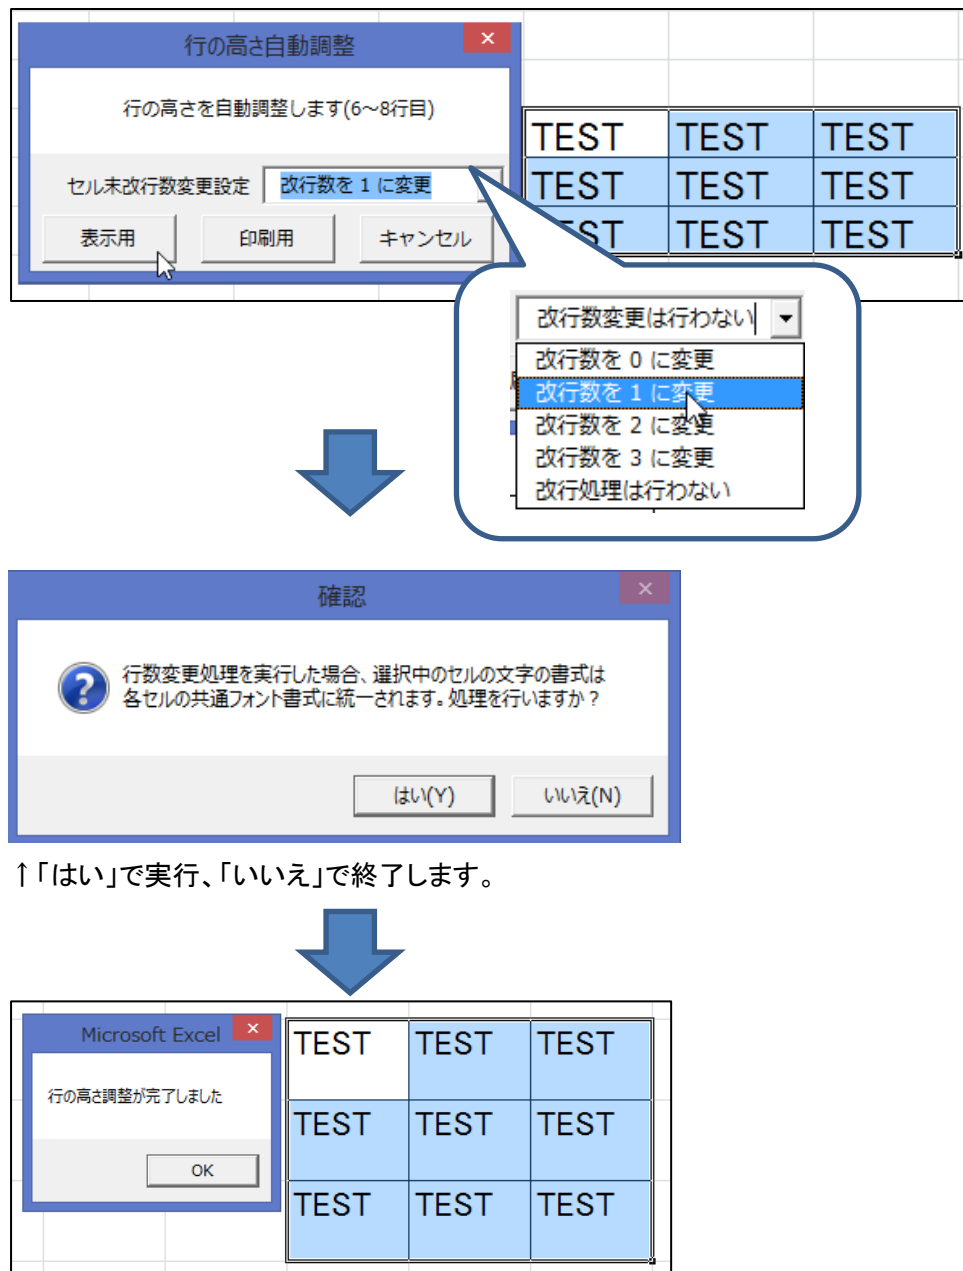 行の高さ自動調整
行の高さを自動調整します(6～8行目)
セル末改行数変更設定 改行数を 1 に変更
表示用 印刷用 キャンセル
TEST TEST TEST
TEST TEST TEST
TEST TEST
改行数変更は行わない
改行数を 0 に変更
改行数を 1 に変更
改行数を 2 に変更
改行数を 3 に変更
改行処理は行わない
確認
行数変更処理を実行した場合、選択中のセルの文字の書式は
各セルの共通フォント書式に統一されます。処理を行いますか？
はい(Y) いいえ(N)
↑「はい」で実行、「いいえ」で終了します。
Microsoft Excel
行の高さ調整が完了しました
OK
TEST TEST TEST
TEST TEST TEST
TEST TEST TEST